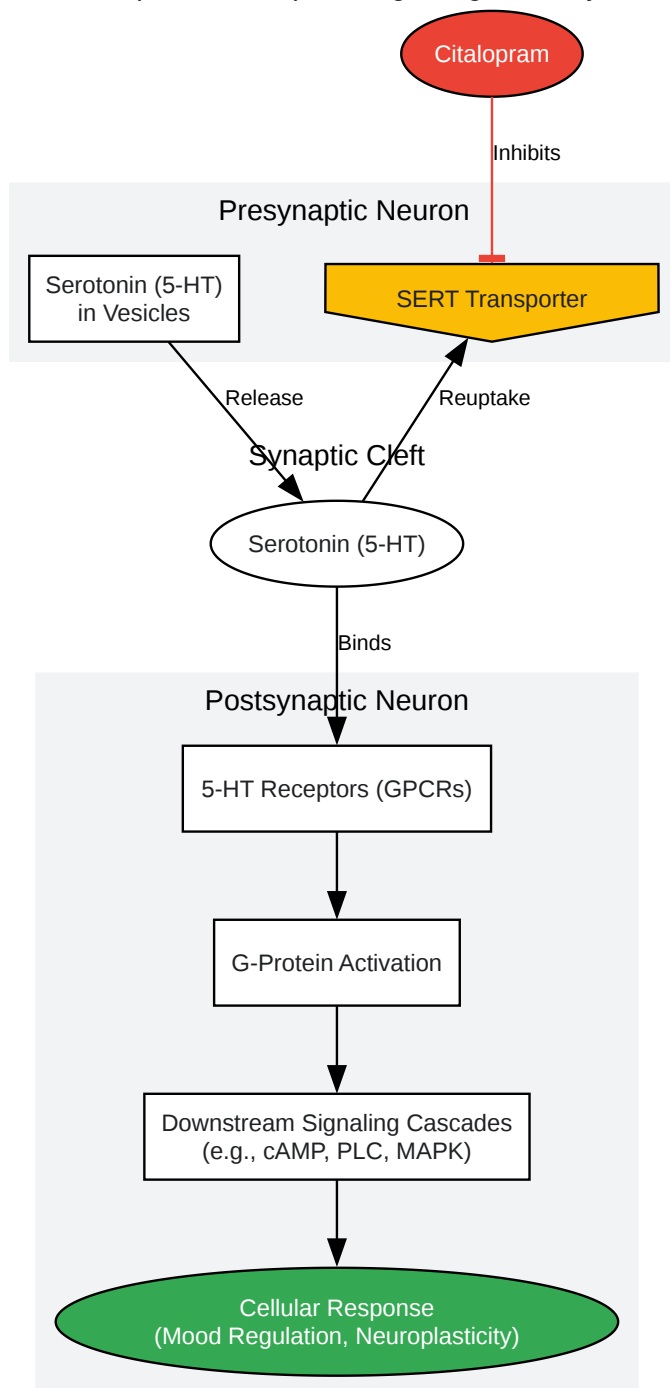 Citalopram
Inhibits
Presynaptic Neuron
Serotonin (5-HT)
in Vesicles
SERT Transporter
Release
Reuptake
Synaptic Cleft
Serotonin (5-HT)
Binds
Postsynaptic Neuron
5-HT Receptors (GPCRs)
G-Protein Activation
Downstream Signaling Cascades
(e.g., cAMP, PLC, MAPK)
Cellular Response
(Mood Regulation, Neuroplasticity)